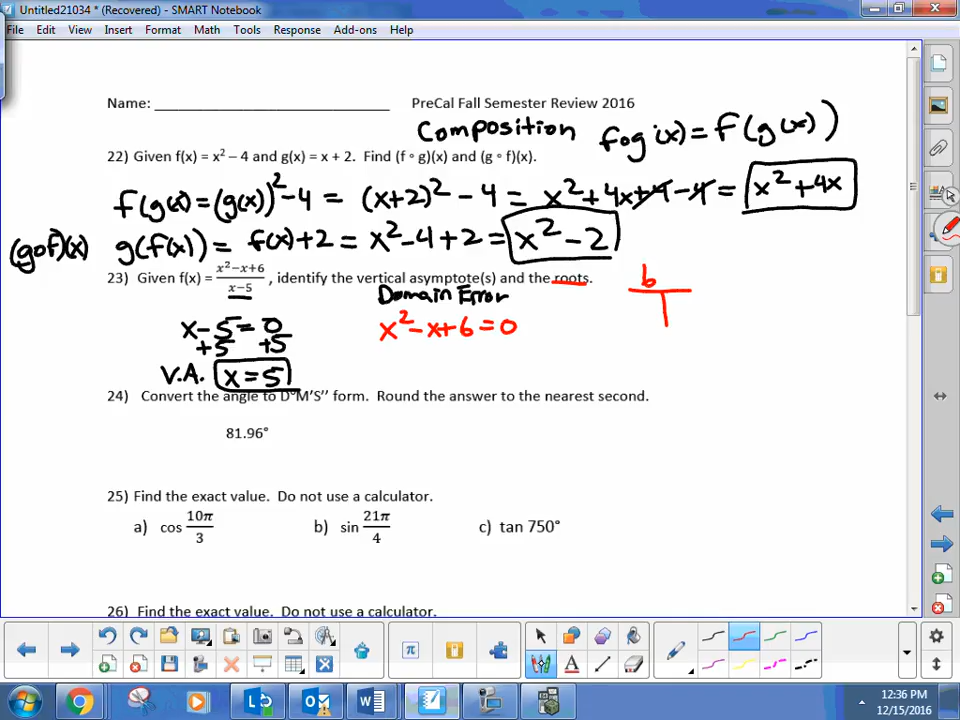 Untitled21034 * (Recovered) - SMART Notebook
File Edit View Insert Format Math Tools Response Add-ons Help
Name: ______________________________ PreCal Fall Semester Review 2016
Composition fog(x) = f(g(x))
22) Given f(x) = x² – 4 and g(x) = x + 2. Find (f ∘ g)(x) and (g ∘ f)(x).
f(g(x)) = (g(x))² - 4 = (x+2)² - 4 = x² + 4x + 4 - 4 = x² + 4x
(gof)(x) g(f(x)) = f(x) + 2 = x² - 4 + 2 = x² - 2
23) Given f(x) = x²−x+6 / x−5 , identify the vertical asymptote(s) and the roots.
b
Domain Error
x - 5 = 0 x² - x + 6 = 0
+5 +5
V.A. x = 5
24) Convert the angle to D°M'S'' form. Round the answer to the nearest second.
81.96°
25) Find the exact value. Do not use a calculator.
a) cos 10π/3 b) sin 21π/4 c) tan 750°
26) Find the exact value. Do not use a calculator.
12:36 PM
12/15/2016